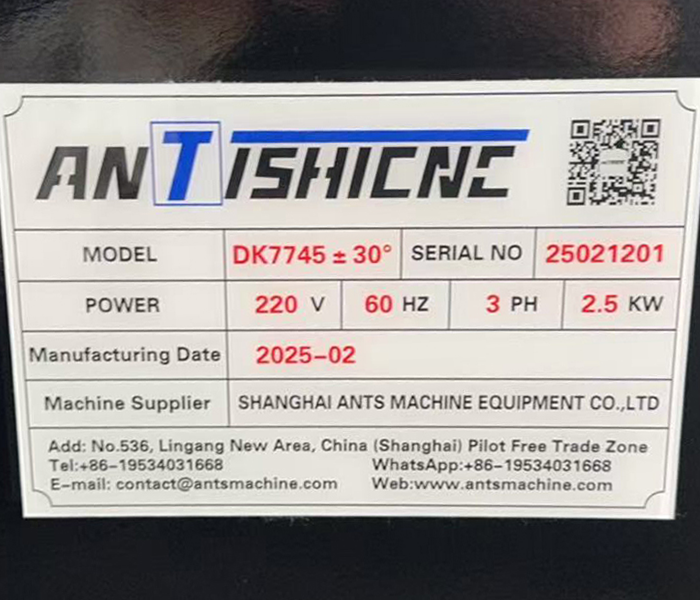 ANTISHICNC
MODEL DK7745 ± 30° SERIAL NO 25021201
POWER 220 V 60 HZ 3 PH 2.5 KW
Manufacturing Date 2025-02
Machine Supplier SHANGHAI ANTS MACHINE EQUIPMENT CO.,LTD
Add: No.536, Lingang New Area, China (Shanghai) Pilot Free Trade Zone
Tel:+86-19534031668 WhatsApp:+86-19534031668
E-mail: contact@antsmachine.com Web:www.antsmachine.com